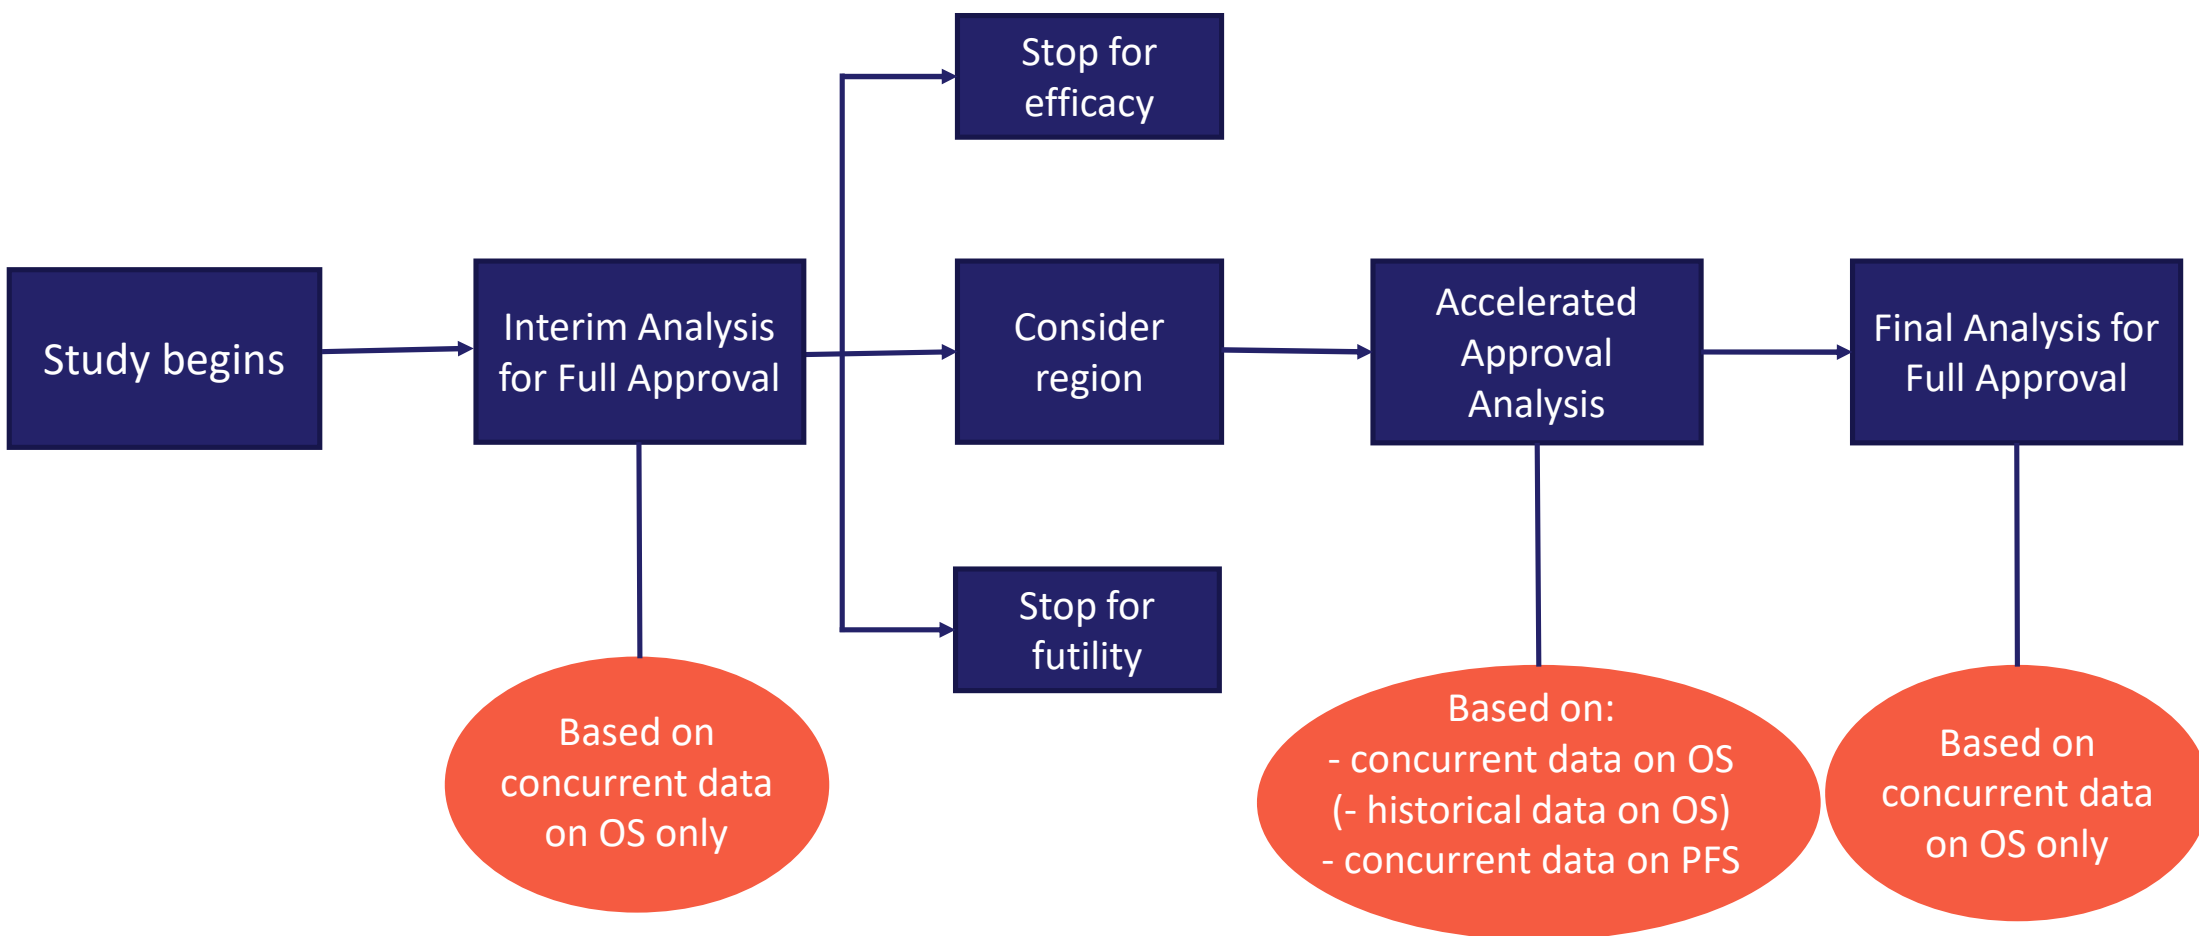 Study begins
Interim Analysis
for Full Approval
Stop for
efficacy
Consider
region
Stop for
futility
Accelerated
Approval
Analysis
Final Analysis for
Full Approval
Based on
concurrent data
on OS only
Based on:
- concurrent data on OS
(- historical data on OS)
- concurrent data on PFS
Based on
concurrent data
on OS only